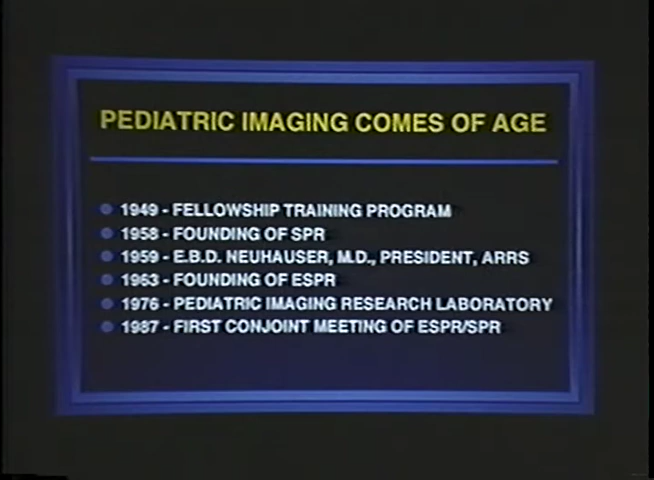 PEDIATRIC IMAGING COMES OF AGE
1949 - FELLOWSHIP TRAINING PROGRAM
1958 - FOUNDING OF SPR
1959 - E.B.D. NEUHAUSER, M.D., PRESIDENT, ARRS
1963 - FOUNDING OF ESPR
1976 - PEDIATRIC IMAGING RESEARCH LABORATORY
1987 - FIRST CONJOINT MEETING OF ESPR/SPR